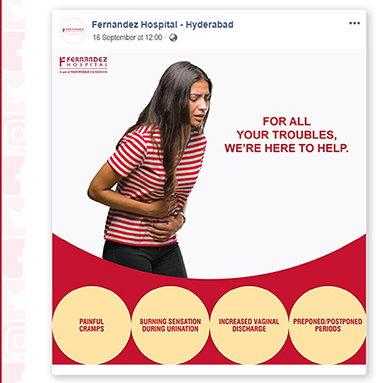 Fernandez Hospital - Hyderabad
16 September at 12:00
FERNANDEZ
HOSPITAL
FOR ALL
YOUR TROUBLES,
WE'RE HERE TO HELP.
PAINFUL
CRAMPS
BURNING SENSATION
DURING URINATION
INCREASED VAGINAL
DISCHARGE
PREPONED/POSTPONED
PERIODS